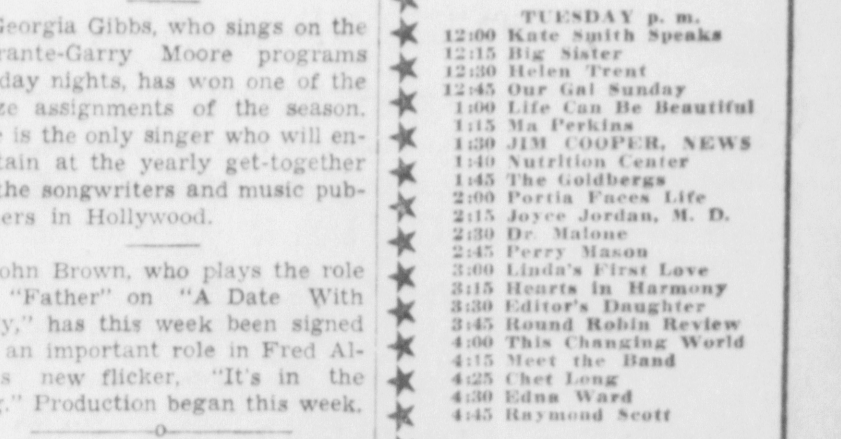 Georgia Gibbs, who sings on the
rante-Garry Moore programs
day nights, has won one of the
ze assignments of the season.
e is the only singer who will en-
tain at the yearly get-together
the songwriters and music pub-
ers in Hollywood.
ohn Brown, who plays the role
"Father" on "A Date With
y," has this week been signed
an important role in Fred Al-
s new flicker, "It's in the
g." Production began this week.
TUESDAY p. m.
12:00 Kate Smith Speaks
12:15 Big Sister
12:30 Helen Trent
12:45 Our Gal Sunday
1:00 Life Can Be Beautiful
1:15 Ma Perkins
1:30 JIM COOPER, NEWS
1:40 Nutrition Center
1:45 The Goldbergs
2:00 Portia Faces Life
2:15 Joyce Jordan, M. D.
2:30 Dr. Malone
2:45 Perry Mason
3:00 Linda's First Love
3:15 Hearts in Harmony
3:30 Editor's Daughter
3:45 Round Robin Review
4:00 This Changing World
4:15 Meet the Band
4:25 Chet Long
4:30 Edna Ward
4:45 Raymond Scott